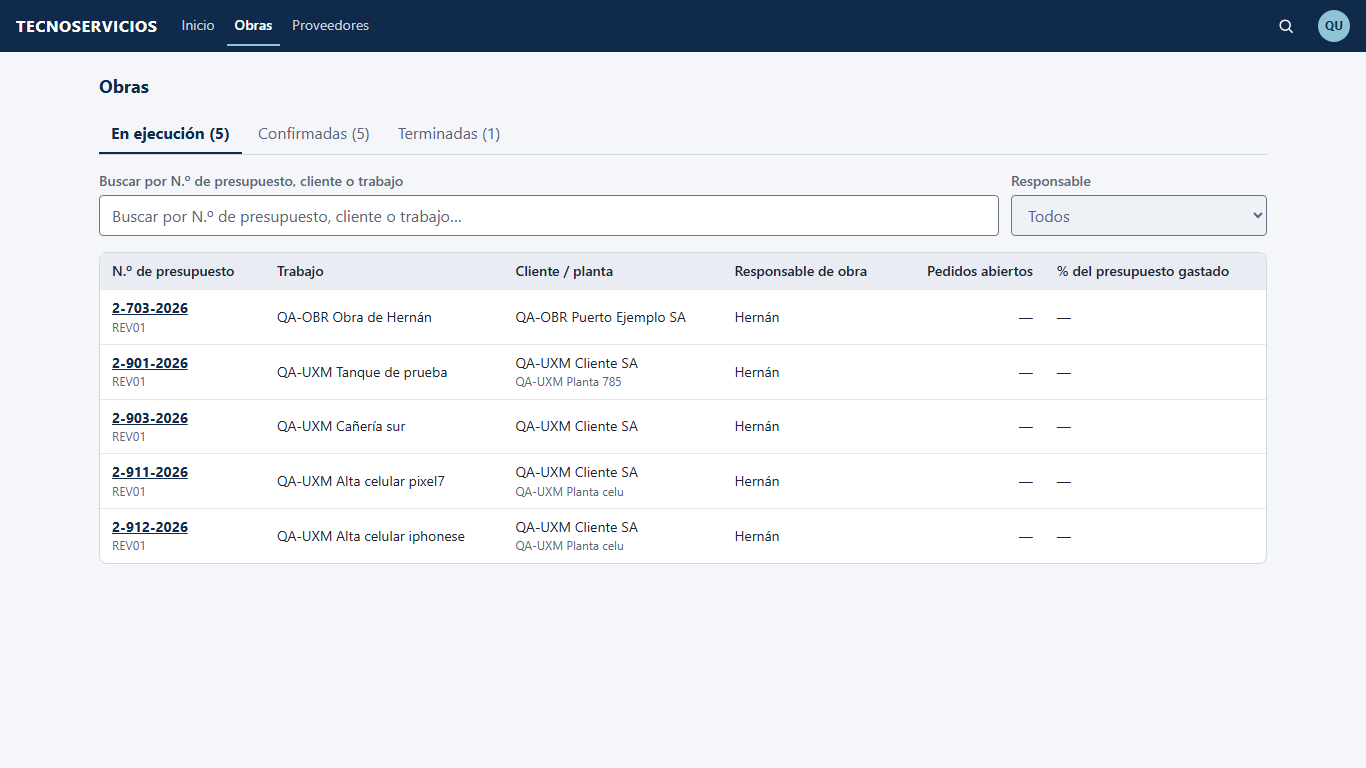 TECNOSERVICIOS Inicio Obras Proveedores QU
Obras
En ejecución (5) Confirmadas (5) Terminadas (1)
Buscar por N.º de presupuesto, cliente o trabajo Responsable
Buscar por N.º de presupuesto, cliente o trabajo... Todos
N.º de presupuesto Trabajo Cliente / planta Responsable de obra Pedidos abiertos % del presupuesto gastado
2-703-2026
REV01 QA-OBR Obra de Hernán QA-OBR Puerto Ejemplo SA Hernán — —
2-901-2026 QA-UXM Cliente SA
REV01 QA-UXM Tanque de prueba QA-UXM Planta 785 Hernán — —
2-903-2026
REV01 QA-UXM Cañería sur QA-UXM Cliente SA Hernán — —
2-911-2026 QA-UXM Cliente SA
REV01 QA-UXM Alta celular pixel7 QA-UXM Planta celu Hernán — —
2-912-2026 QA-UXM Cliente SA
REV01 QA-UXM Alta celular iphonese QA-UXM Planta celu Hernán — —